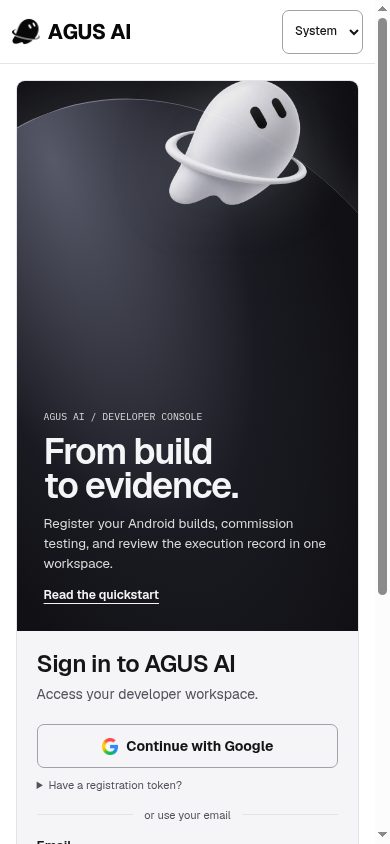 AGUS AI
System
AGUS AI / DEVELOPER CONSOLE
From build
to evidence.
Register your Android builds, commission
testing, and review the execution record in one
workspace.
Read the quickstart
Sign in to AGUS AI
Access your developer workspace.
Continue with Google
Have a registration token?
or use your email
Email